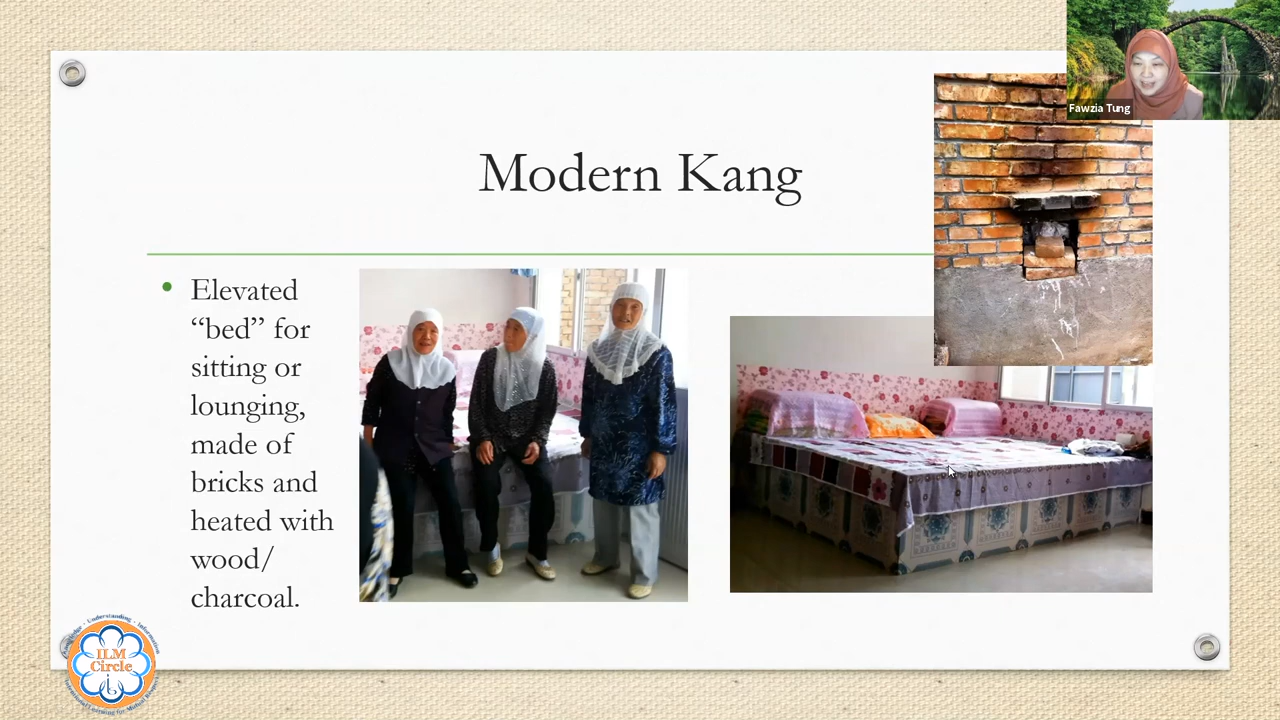 Fawzia Tung
Modern Kang
Elevated
“bed” for
sitting or
lounging,
made of
bricks and
heated with
wood/
charcoal.
ILM
Circle